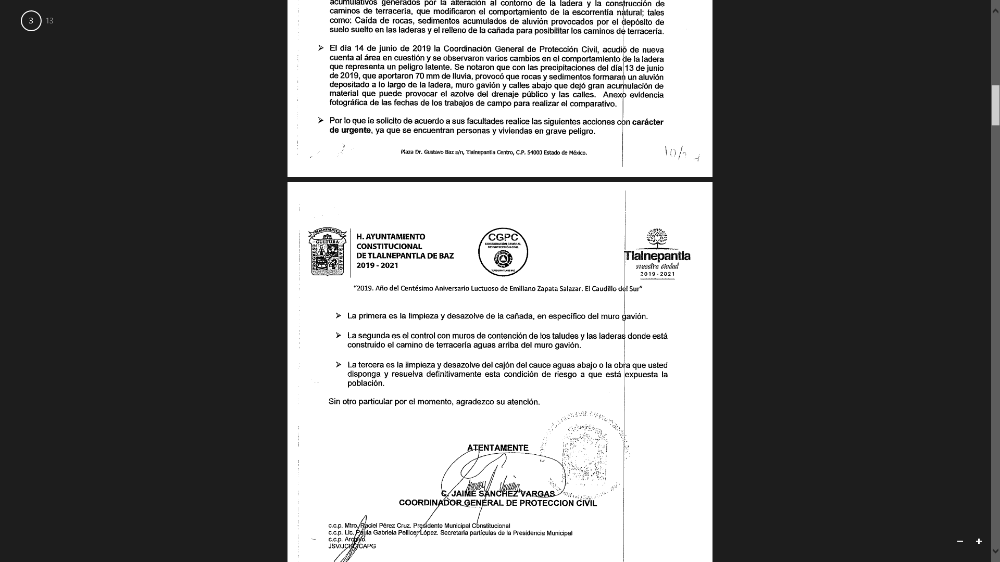 3 13
acumulativos generados por la alteración al contorno de la ladera y la construcción de
caminos de terracería, que modificaron el comportamiento de la escorrentía natural; tales
como: Caída de rocas, sedimentos acumulados de aluvión provocados por el depósito de
suelo suelto en las laderas y el relleno de la cañada para posibilitar los caminos de terracería.
➢ El día 14 de junio de 2019 la Coordinación General de Protección Civil, acudió de nueva
cuenta al área en cuestión y se observaron varios cambios en el comportamiento de la ladera
que representa un peligro latente. Se notaron que con las precipitaciones del día 13 de junio
de 2019, que aportaron 70 mm de lluvia, provocó que rocas y sedimentos formaran un aluvión
depositado a lo largo de la ladera, muro gavión y calles abajo que dejó gran acumulación de
material que puede provocar el azolve del drenaje público y las calles. Anexo evidencia
fotográfica de las fechas de los trabajos de campo para realizar el comparativo.
➢ Por lo que le solicito de acuerdo a sus facultades realice las siguientes acciones con carácter
de urgente, ya que se encuentran personas y viviendas en grave peligro.
Plaza Dr. Gustavo Baz s/n, Tlalnepantla Centro, C.P. 54000 Estado de México.
TLALNEPANTLA
CULTURA
PROGRESO
TRABAJO
H. AYUNTAMIENTO
CONSTITUCIONAL
DE TLALNEPANTLA DE BAZ
2019 - 2021
CGPC
COORDINACIÓN GENERAL
DE PROTECCIÓN CIVIL
TLALNEPANTLA DE BAZ
Tlalnepantla
nuestra ciudad
2019-2021
“2019. Año del Centésimo Aniversario Luctuoso de Emiliano Zapata Salazar. El Caudillo del Sur”
➢ La primera es la limpieza y desazolve de la cañada, en específico del muro gavión.
➢ La segunda es el control con muros de contención de los taludes y las laderas donde está
construido el camino de terracería aguas arriba del muro gavión.
➢ La tercera es la limpieza y desazolve del cajón del cauce aguas abajo o la obra que usted
disponga y resuelva definitivamente esta condición de riesgo a que está expuesta la
población.
Sin otro particular por el momento, agradezco su atención.
ATENTAMENTE
C. JAIME SANCHEZ VARGAS
COORDINADOR GENERAL DE PROTECCION CIVIL
c.c.p. Mtro. Raciel Pérez Cruz. Presidente Municipal Constitucional
c.c.p. Lic. Paula Gabriela Pellicer López. Secretaria partículas de la Presidencia Municipal
c.c.p. Archivo.